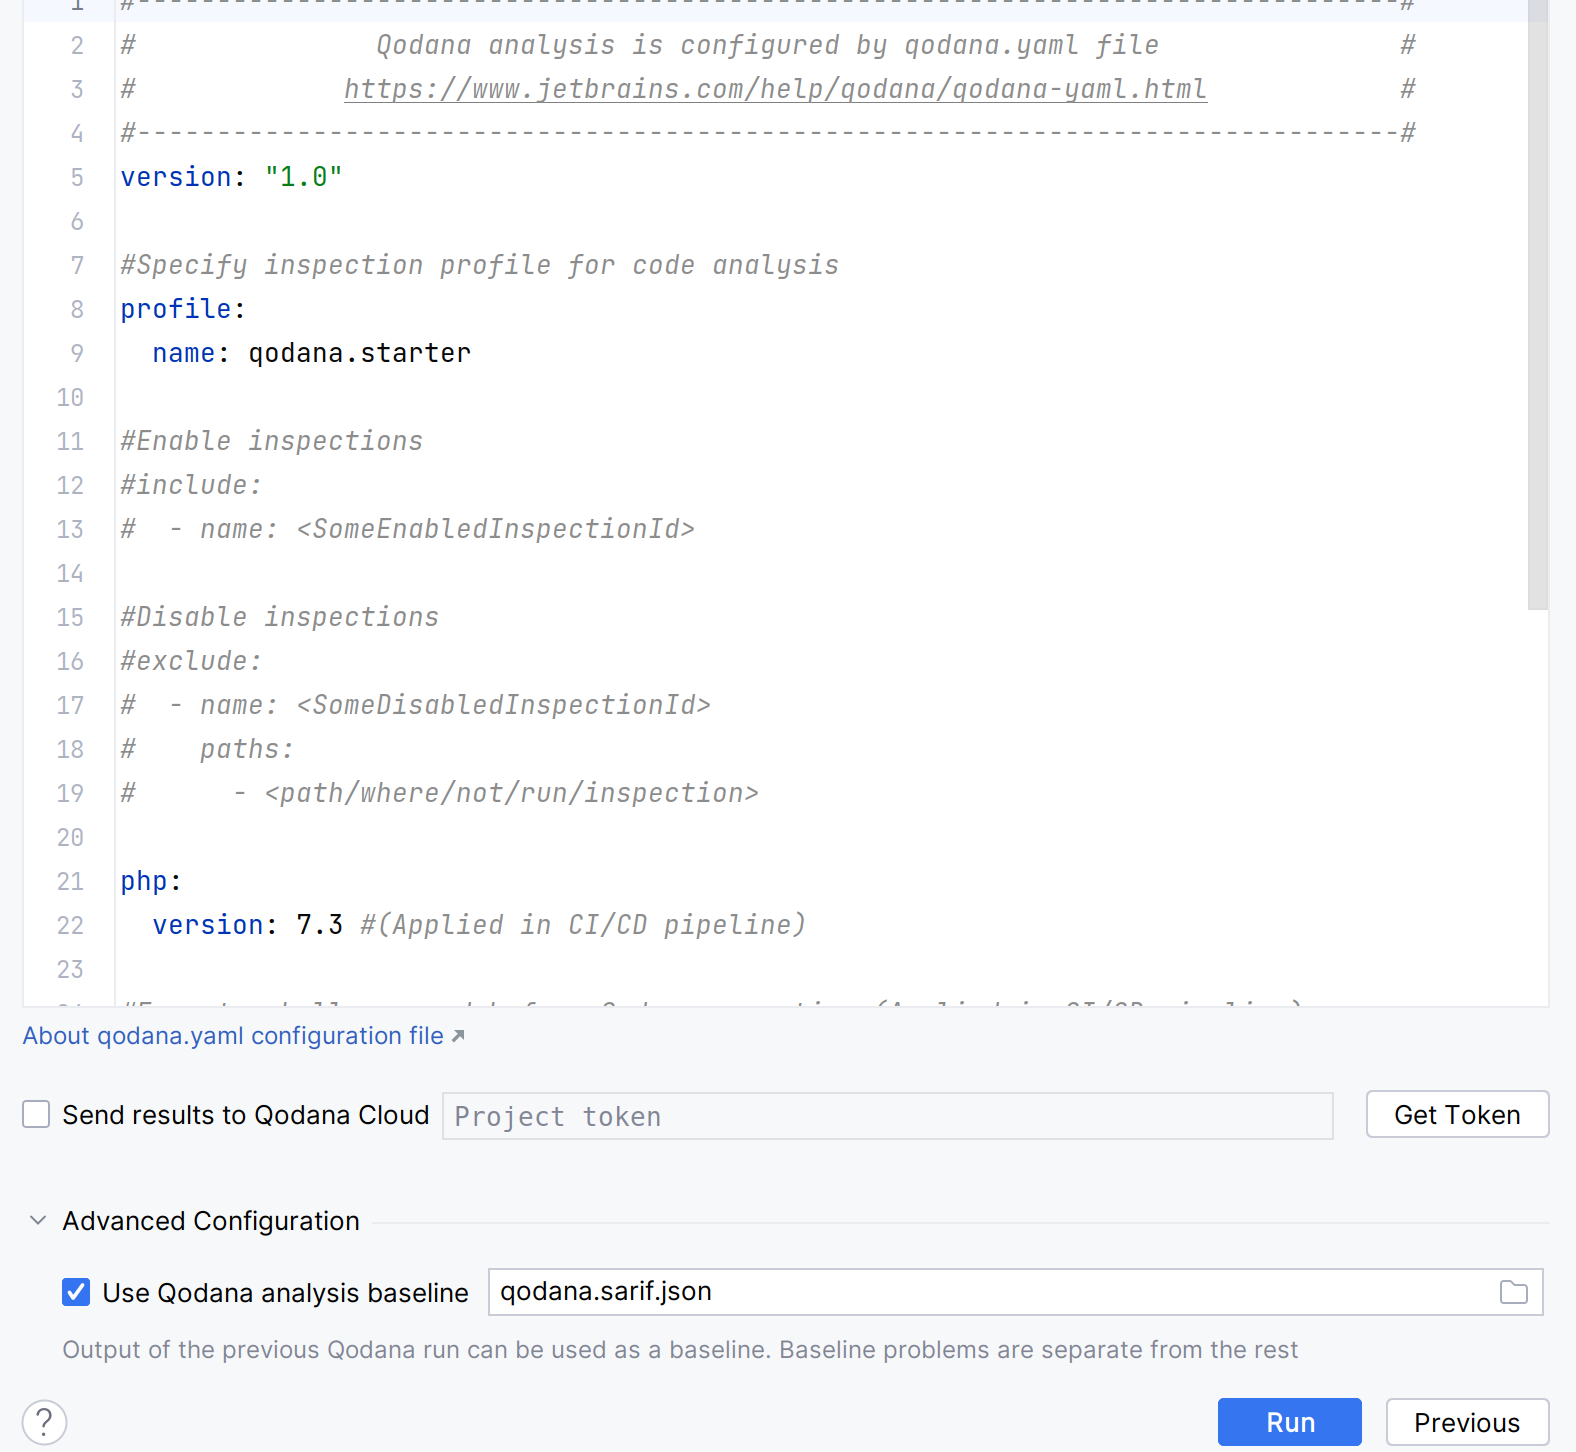 1 #-------------------------------------------------------------------------------#
2 #               Qodana analysis is configured by qodana.yaml file               #
3 #             https://www.jetbrains.com/help/qodana/qodana-yaml.html            #
4 #-------------------------------------------------------------------------------#
5 version: "1.0"
6
7 #Specify inspection profile for code analysis
8 profile:
9   name: qodana.starter
10
11 #Enable inspections
12 #include:
13 #  - name: <SomeEnabledInspectionId>
14
15 #Disable inspections
16 #exclude:
17 #  - name: <SomeDisabledInspectionId>
18 #    paths:
19 #      - <path/where/not/run/inspection>
20
21 php:
22   version: 7.3 #(Applied in CI/CD pipeline)
23
About qodana.yaml configuration file
Send results to Qodana Cloud Project token Get Token
Advanced Configuration
Use Qodana analysis baseline qodana.sarif.json
Output of the previous Qodana run can be used as a baseline. Baseline problems are separate from the rest
? Run Previous